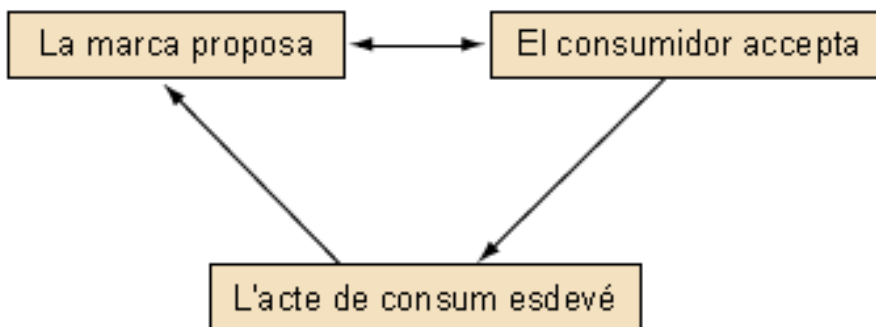 La marca proposa
El consumidor accepta
L'acte de consum esdevé